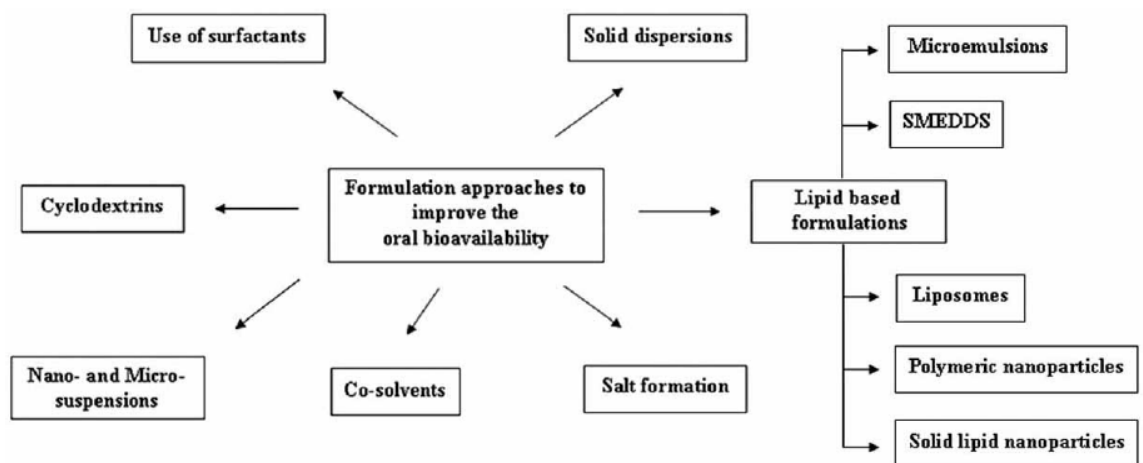 Use of surfactants
Solid dispersions
Microemulsions
SMEDDS
Cyclodextrins
Formulation approaches to
improve the
oral bioavailability
Lipid based
formulations
Liposomes
Nano- and Micro-
suspensions
Co-solvents
Salt formation
Polymeric nanoparticles
Solid lipid nanoparticles